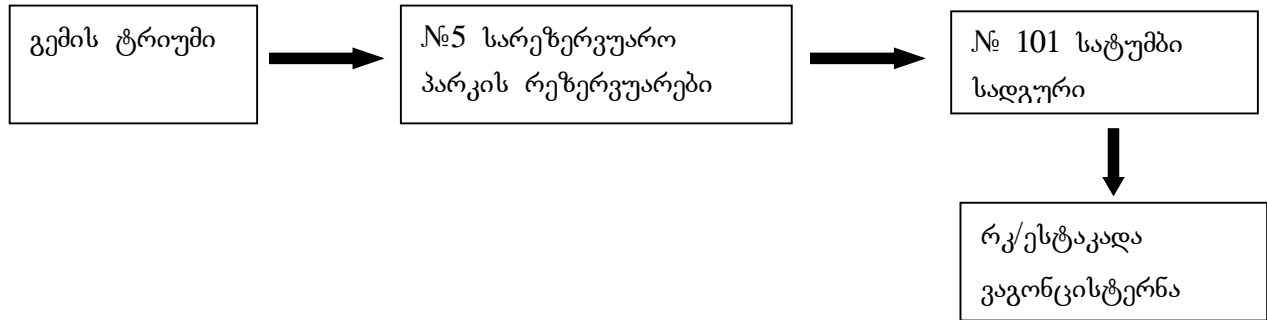 გემის ტრიუმი
№5 სარეზერვუარო
პარკის რეზერვუარები
№ 101 სატუმბი
სადგური
რკ/ესტაკადა
ვაგონცისტერნა